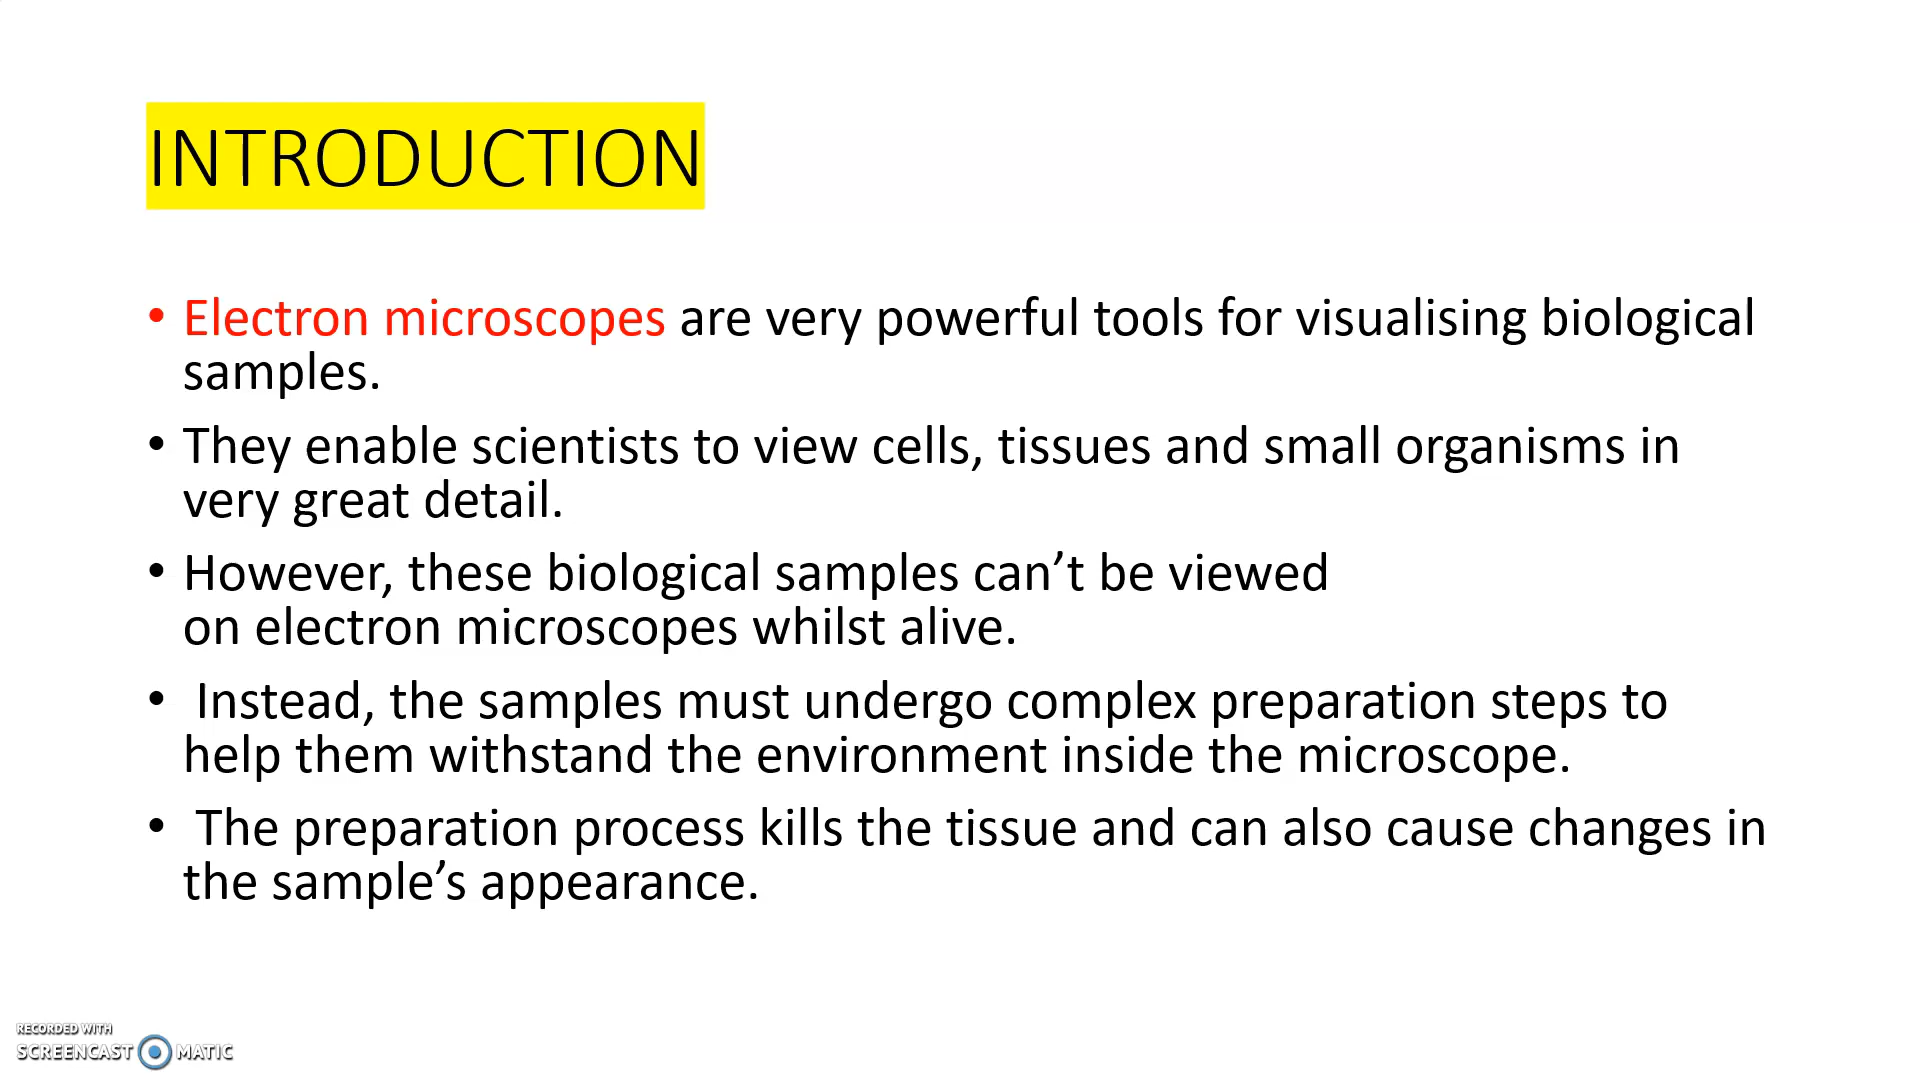 INTRODUCTION
• Electron microscopes are very powerful tools for visualising biological
samples.
• They enable scientists to view cells, tissues and small organisms in
very great detail.
• However, these biological samples can’t be viewed
on electron microscopes whilst alive.
• Instead, the samples must undergo complex preparation steps to
help them withstand the environment inside the microscope.
• The preparation process kills the tissue and can also cause changes in
the sample’s appearance.
RECORDED WITH
SCREENCAST MATIC